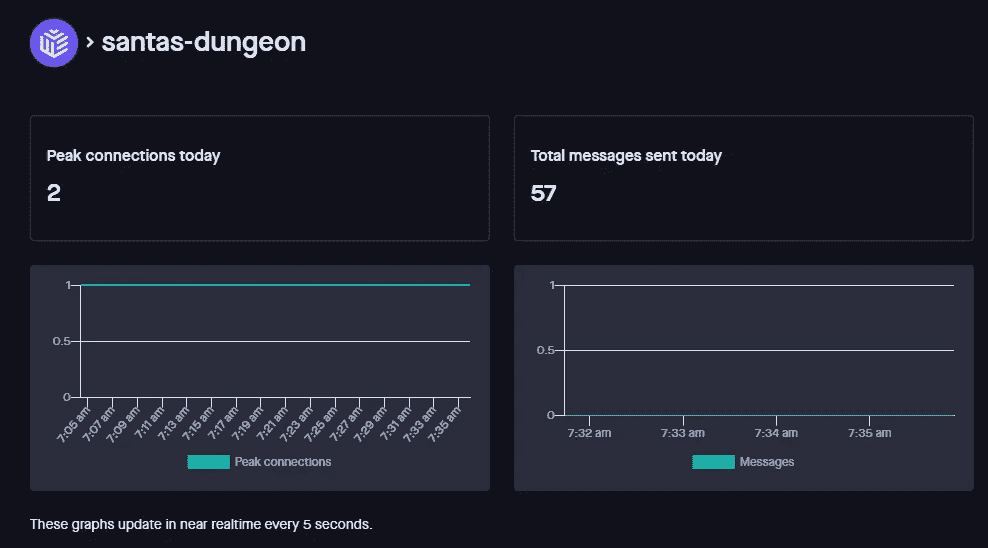 santas-dungeon
Peak connections today
2
Total messages sent today
57
1
0.5
0
7:05 am
7:07 am
7:09 am
7:11 am
7:13 am
7:15 am
7:17 am
7:19 am
7:21 am
7:23 am
7:25 am
7:27 am
7:29 am
7:31 am
7:33 am
7:35 am
Peak connections
1
0.5
0
7:32 am
7:33 am
7:34 am
7:35 am
Messages
These graphs update in near realtime every 5 seconds.